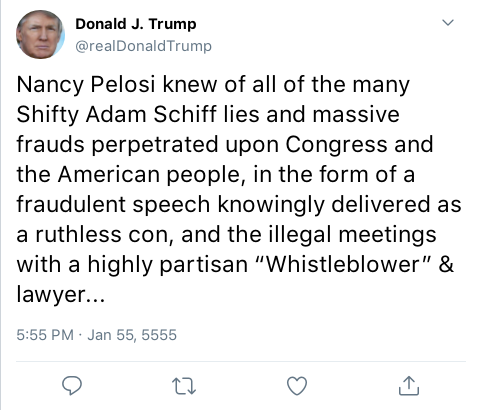 Donald J. Trump
@realDonaldTrump
Nancy Pelosi knew of all of the many
Shifty Adam Schiff lies and massive
frauds perpetrated upon Congress and
the American people, in the form of a
fraudulent speech knowingly delivered as
a ruthless con, and the illegal meetings
with a highly partisan “Whistleblower” &
lawyer...
5:55 PM · Jan 55, 5555